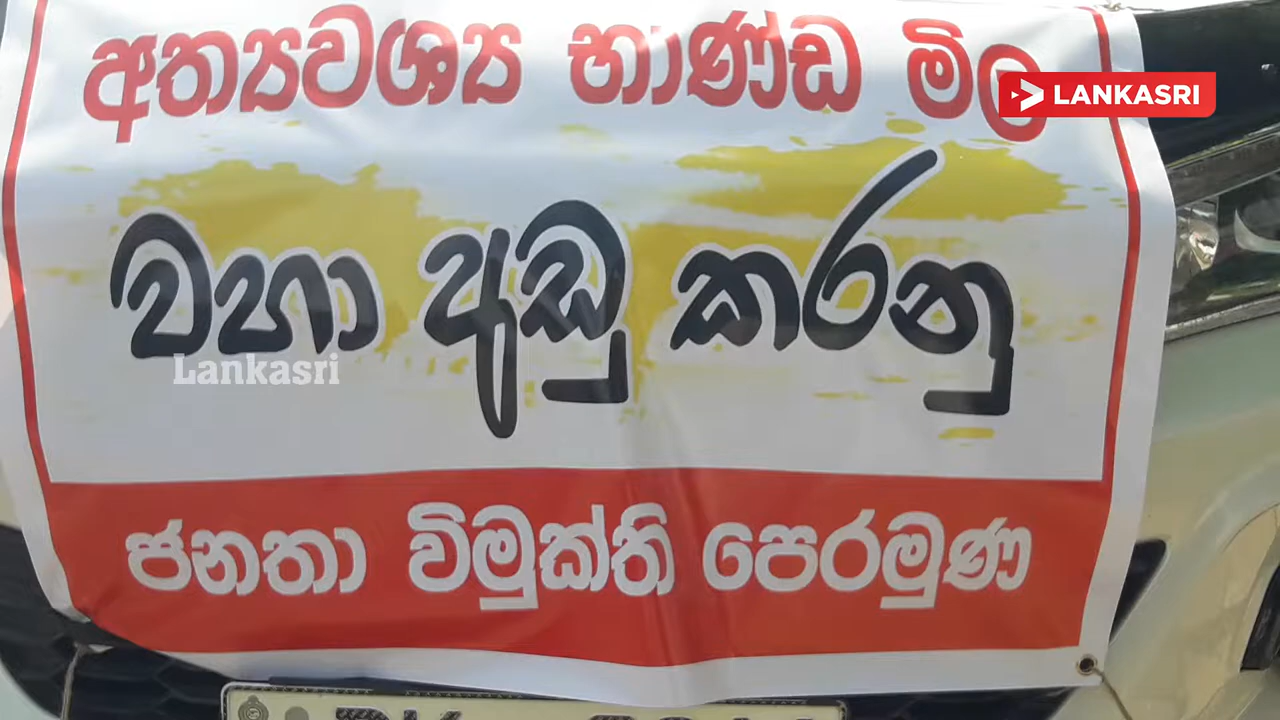 අත්‍යවශ්‍ය භාණ්ඩ මිල
LANKASRI
වහා අඩු කරනු
Lankasri
ජනතා විමුක්ති පෙරමුණ